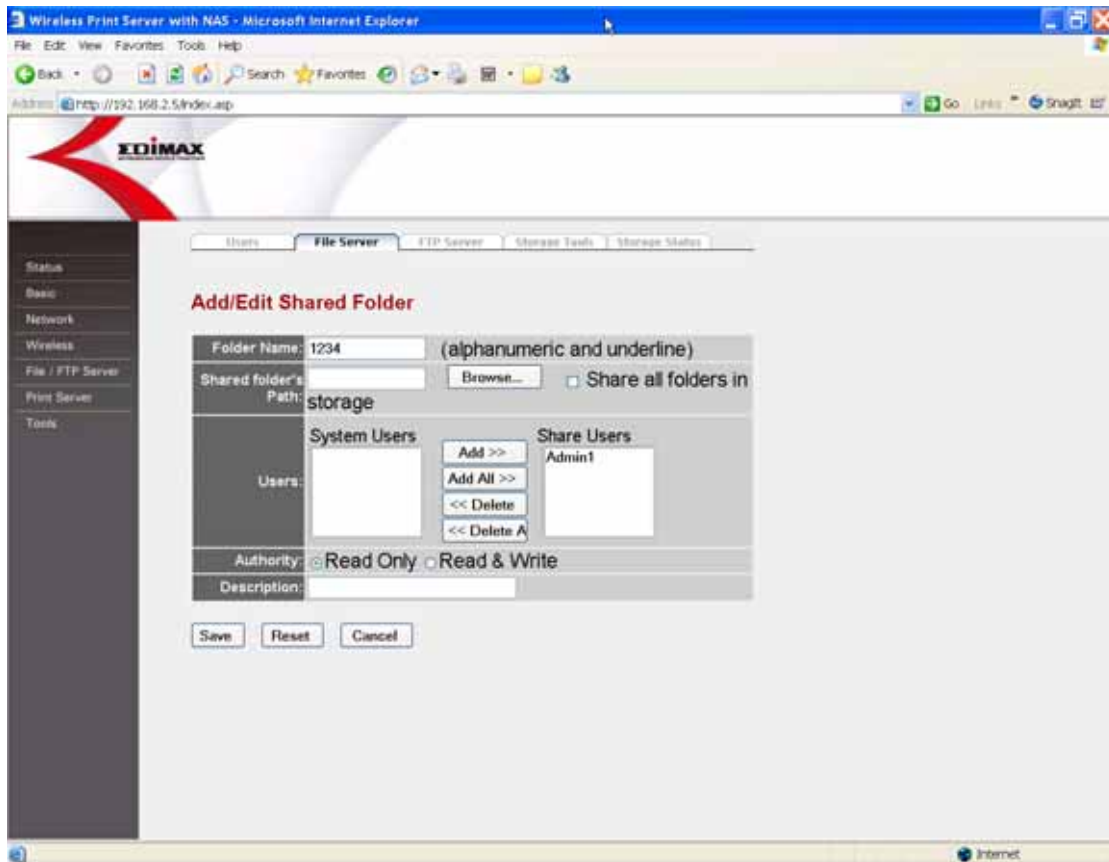 Wireless Print Server with NAS - Microsoft Internet Explorer
File Edit View Favorites Tools Help
Back Search Favorites
Address http://192.168.2.5/index.asp Go Links SnagIt
EDIMAX
Users File Server FTP Server Storage Tools Storage Status
Status
Basic
Network
Wireless
File / FTP Server
Print Server
Tools
Add/Edit Shared Folder
Folder Name: 1234 (alphanumeric and underline)
Shared folder's Path: Browse... Share all folders in
storage
Users:
System Users
Add >>
Add All >>
<< Delete
<< Delete A
Share Users
Admin1
Authority: Read Only Read & Write
Description:
Save Reset Cancel
Internet